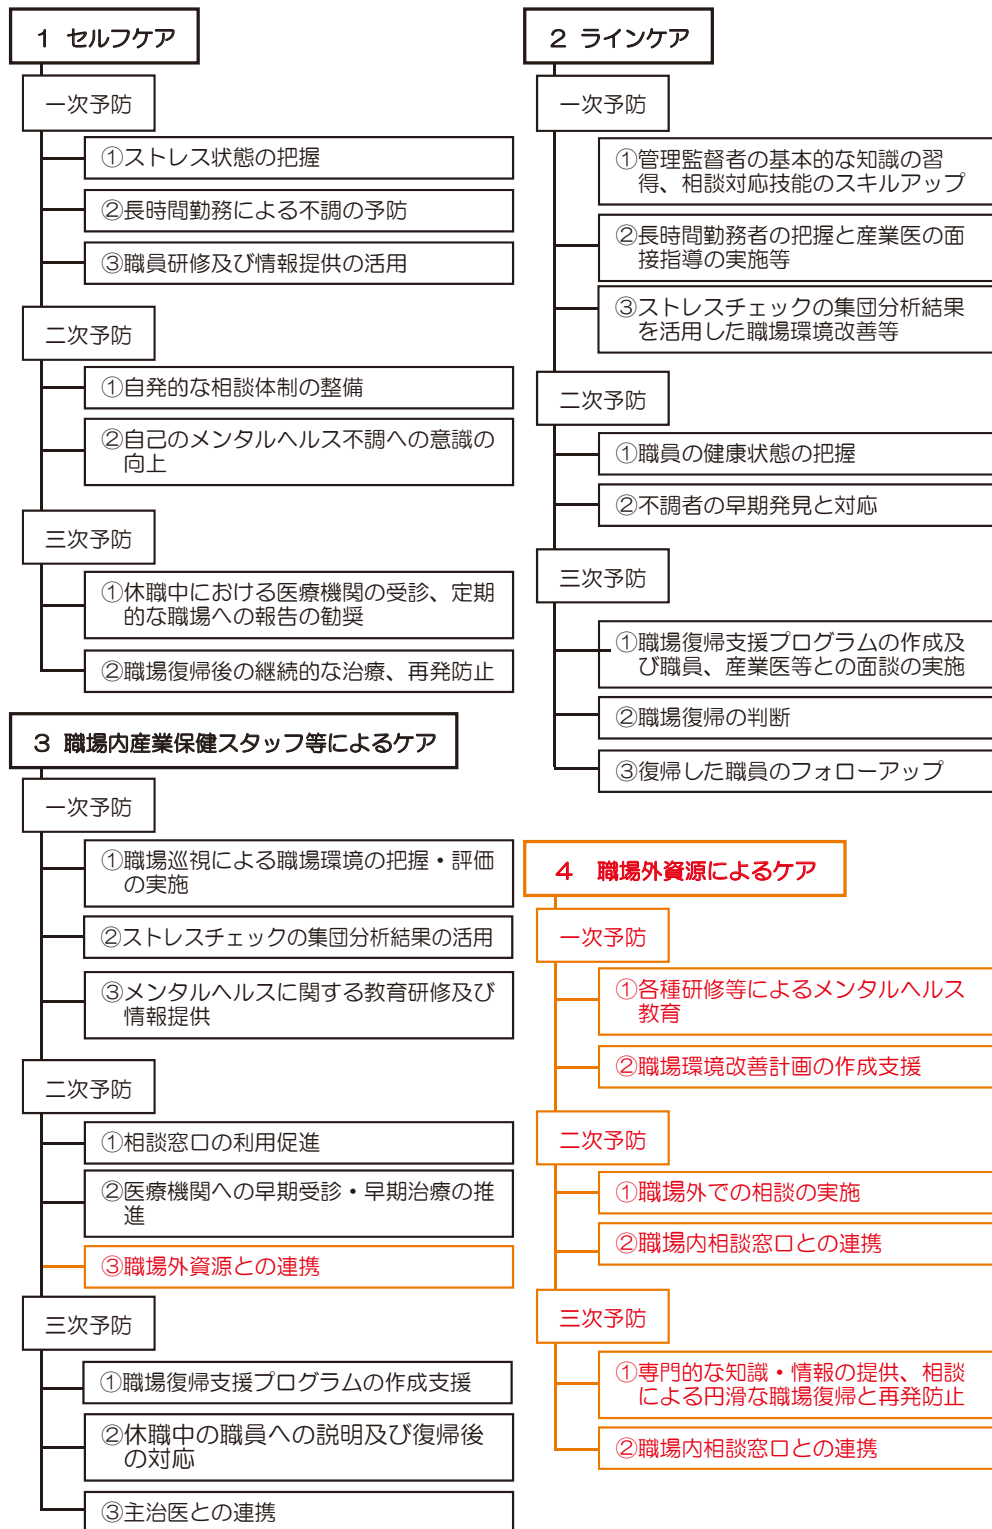 1 セルフケア
一次予防
①ストレス状態の把握
②長時間勤務による不調の予防
③職員研修及び情報提供の活用
二次予防
①自発的な相談体制の整備
②自己のメンタルヘルス不調への意識の
向上
三次予防
①休職中における医療機関の受診、定期
的な職場への報告の勧奨
②職場復帰後の継続的な治療、再発防止
2 ラインケア
一次予防
①管理監督者の基本的な知識の習
得、相談対応技能のスキルアップ
②長時間勤務者の把握と産業医の面
接指導の実施等
③ストレスチェックの集団分析結果
を活用した職場環境改善等
二次予防
①職員の健康状態の把握
②不調者の早期発見と対応
三次予防
①職場復帰支援プログラムの作成及
び職員、産業医等との面談の実施
②職場復帰の判断
③復帰した職員のフォローアップ
3 職場内産業保健スタッフ等によるケア
一次予防
①職場巡視による職場環境の把握・評価
の実施
②ストレスチェックの集団分析結果の活用
③メンタルヘルスに関する教育研修及び
情報提供
二次予防
①相談窓口の利用促進
②医療機関への早期受診・早期治療の推
進
③職場外資源との連携
三次予防
①職場復帰支援プログラムの作成支援
②休職中の職員への説明及び復帰後
の対応
③主治医との連携
4 職場外資源によるケア
一次予防
①各種研修等によるメンタルヘルス
教育
②職場環境改善計画の作成支援
二次予防
①職場外での相談の実施
②職場内相談窓口との連携
三次予防
①専門的な知識・情報の提供、相談
による円滑な職場復帰と再発防止
②職場内相談窓口との連携